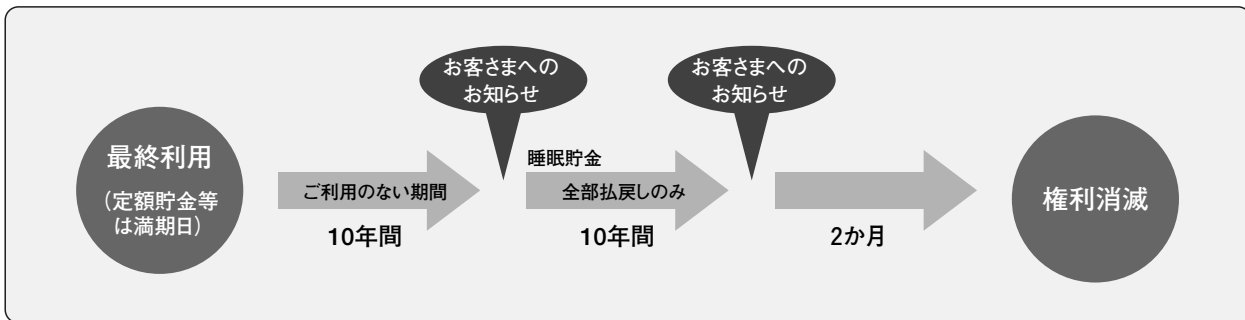 最終利用
(定額貯金等
は満期日)
ご利用のない期間
10年間
お客さまへの
お知らせ
睡眠貯金
全部払戻しのみ
10年間
お客さまへの
お知らせ
2か月
権利消滅